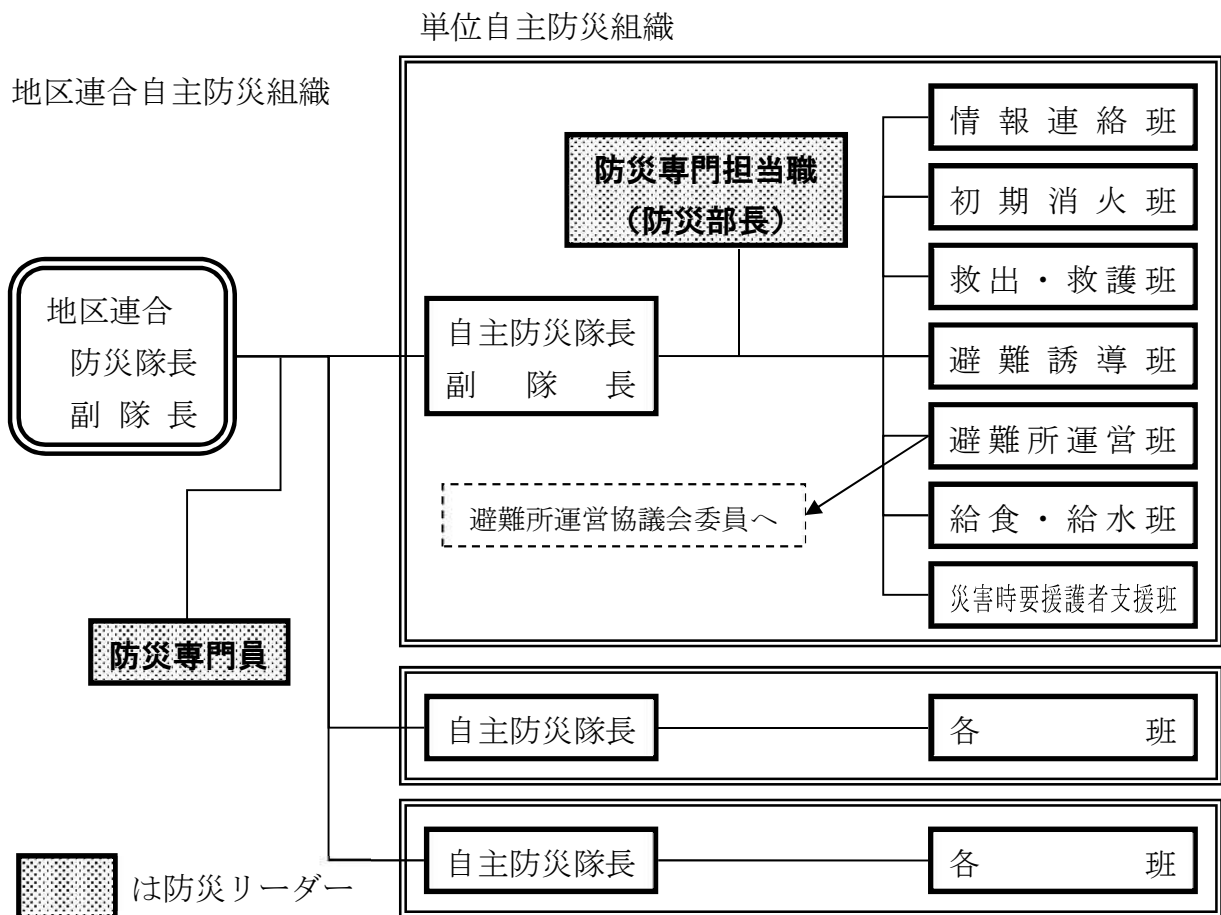 単位自主防災組織
地区連合自主防災組織
防災専門担当職
（防災部長）
地区連合
防災隊長
副隊長
自主防災隊長
副隊長
情報連絡班
初期消火班
救出・救護班
避難誘導班
避難所運営班
給食・給水班
災害時要援護者支援班
避難所運営協議会委員へ
防災専門員
自主防災隊長
各班
自主防災隊長
各班
は防災リーダー